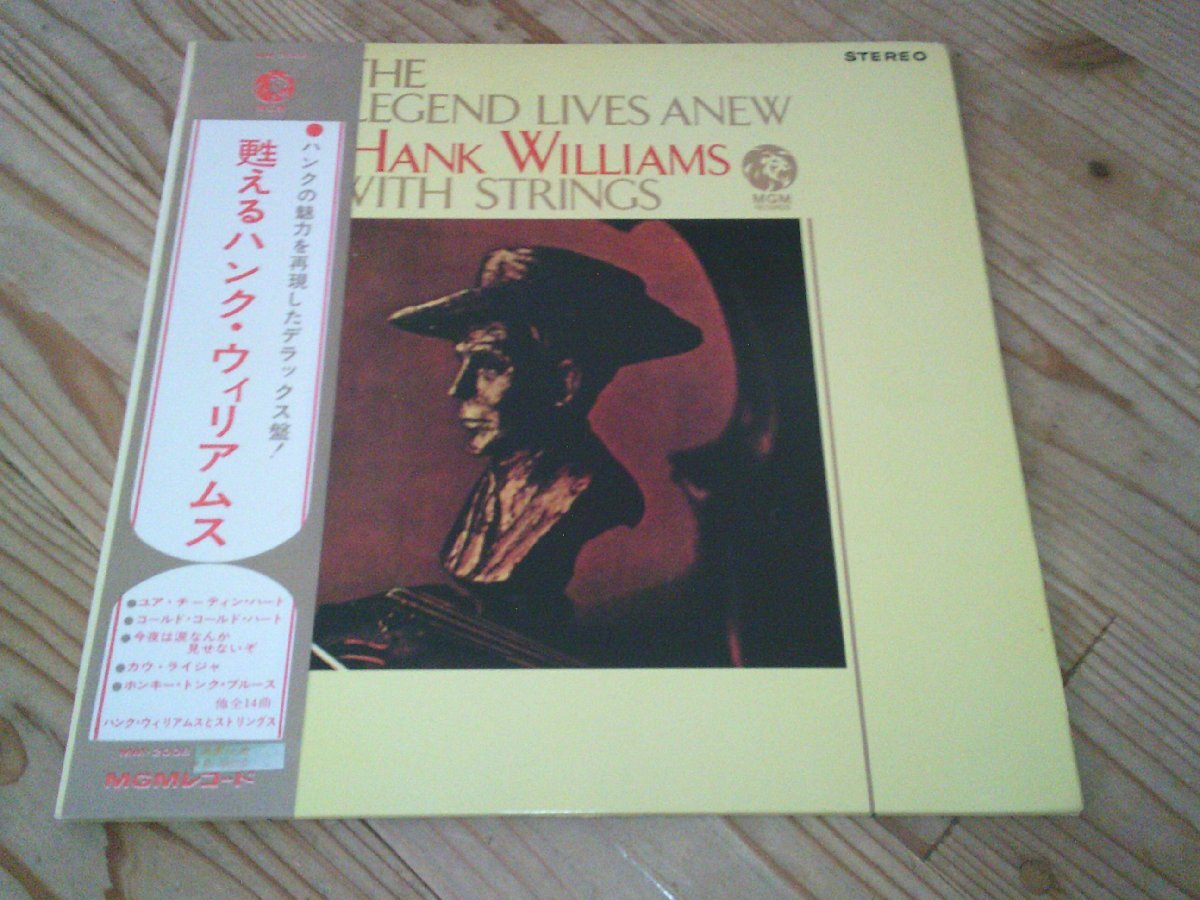 STEREO
THE
LEGEND LIVES ANEW
HANK WILLIAMS
WITH STRINGS
MGM
RECORDS
●ハンクの魅力を再現したデラックス盤!
甦えるハンク・ウィリアムス
●ユア・チーティン・ハート
●コールド・コールド・ハート
●今夜は涙なんか
見せないぞ
●カウ・ライジャ
●ホンキー・トンク・ブルース
他全14曲
ハンク・ウィリアムスとストリングス
MGMレコード